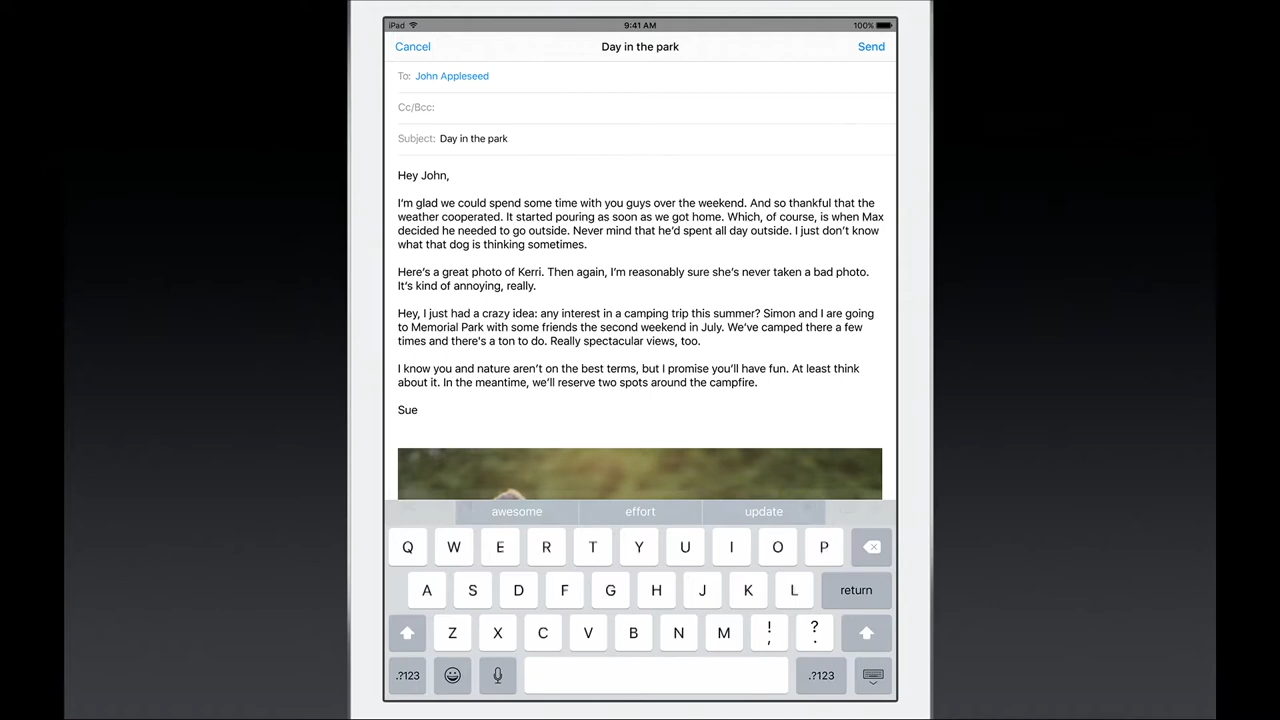 iPad 9:41 AM 100%
Cancel Day in the park Send
To: John Appleseed
Cc/Bcc:
Subject: Day in the park
Hey John,
I’m glad we could spend some time with you guys over the weekend. And so thankful that the
weather cooperated. It started pouring as soon as we got home. Which, of course, is when Max
decided he needed to go outside. Never mind that he’d spent all day outside. I just don’t know
what that dog is thinking sometimes.
Here’s a great photo of Kerri. Then again, I’m reasonably sure she’s never taken a bad photo.
It’s kind of annoying, really.
Hey, I just had a crazy idea: any interest in a camping trip this summer? Simon and I are going
to Memorial Park with some friends the second weekend in July. We’ve camped there a few
times and there’s a ton to do. Really spectacular views, too.
I know you and nature aren’t on the best terms, but I promise you’ll have fun. At least think
about it. In the meantime, we’ll reserve two spots around the campfire.
Sue
awesome effort update
Q W E R T Y U I O P
A S D F G H J K L return
Z X C V B N M ! , ? .
.?123 .?123